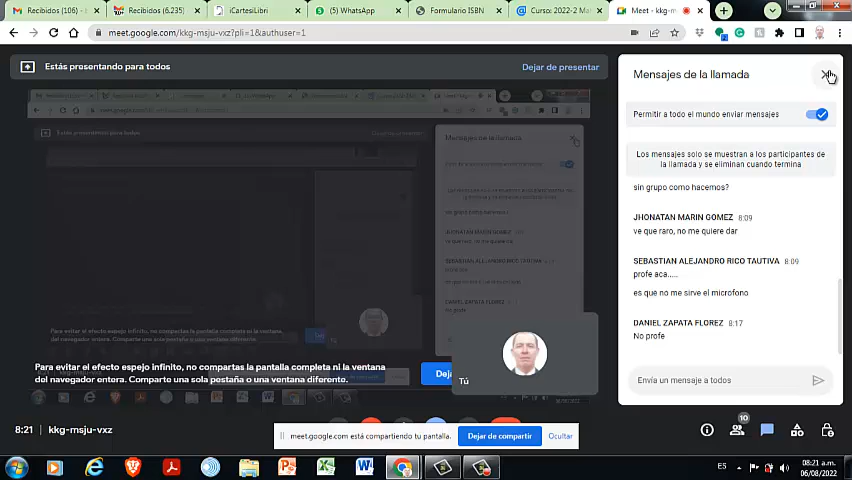 Recibidos (106) -
Recibidos (6.235)
iCartesiLibri
(5) WhatsApp
Formulario ISBN
Curso: 2022-2 Mat
Meet - kkg-ms
meet.google.com/kkg-msju-vxz?pli=1&authuser=1
Estás presentando para todos
Dejar de presentar
Mensajes de la llamada
Permitir a todo el mundo enviar mensajes
Los mensajes solo se muestran a los participantes de
la llamada y se eliminan cuando termina
sin grupo como hacemos?
JHONATAN MARIN GOMEZ 8:09
ve que raro, no me quiere dar
SEBASTIAN ALEJANDRO RICO TAUTIVA 8:09
profe aca.....
es que no me sirve el microfono
DANIEL ZAPATA FLOREZ 8:17
No profe
Envía un mensaje a todos
Mensajes de la llamada
Para evitar el efecto espejo infinito, no compartas la pantalla completa ni la ventana
del navegador entera. Comparte una sola pestaña o una ventana diferente.
Deja
Tú
8:21 kkg-msju-vxz
10
meet.google.com está compartiendo tu pantalla.
Dejar de compartir
Ocultar
ES
08:21 a.m.
06/08/2022